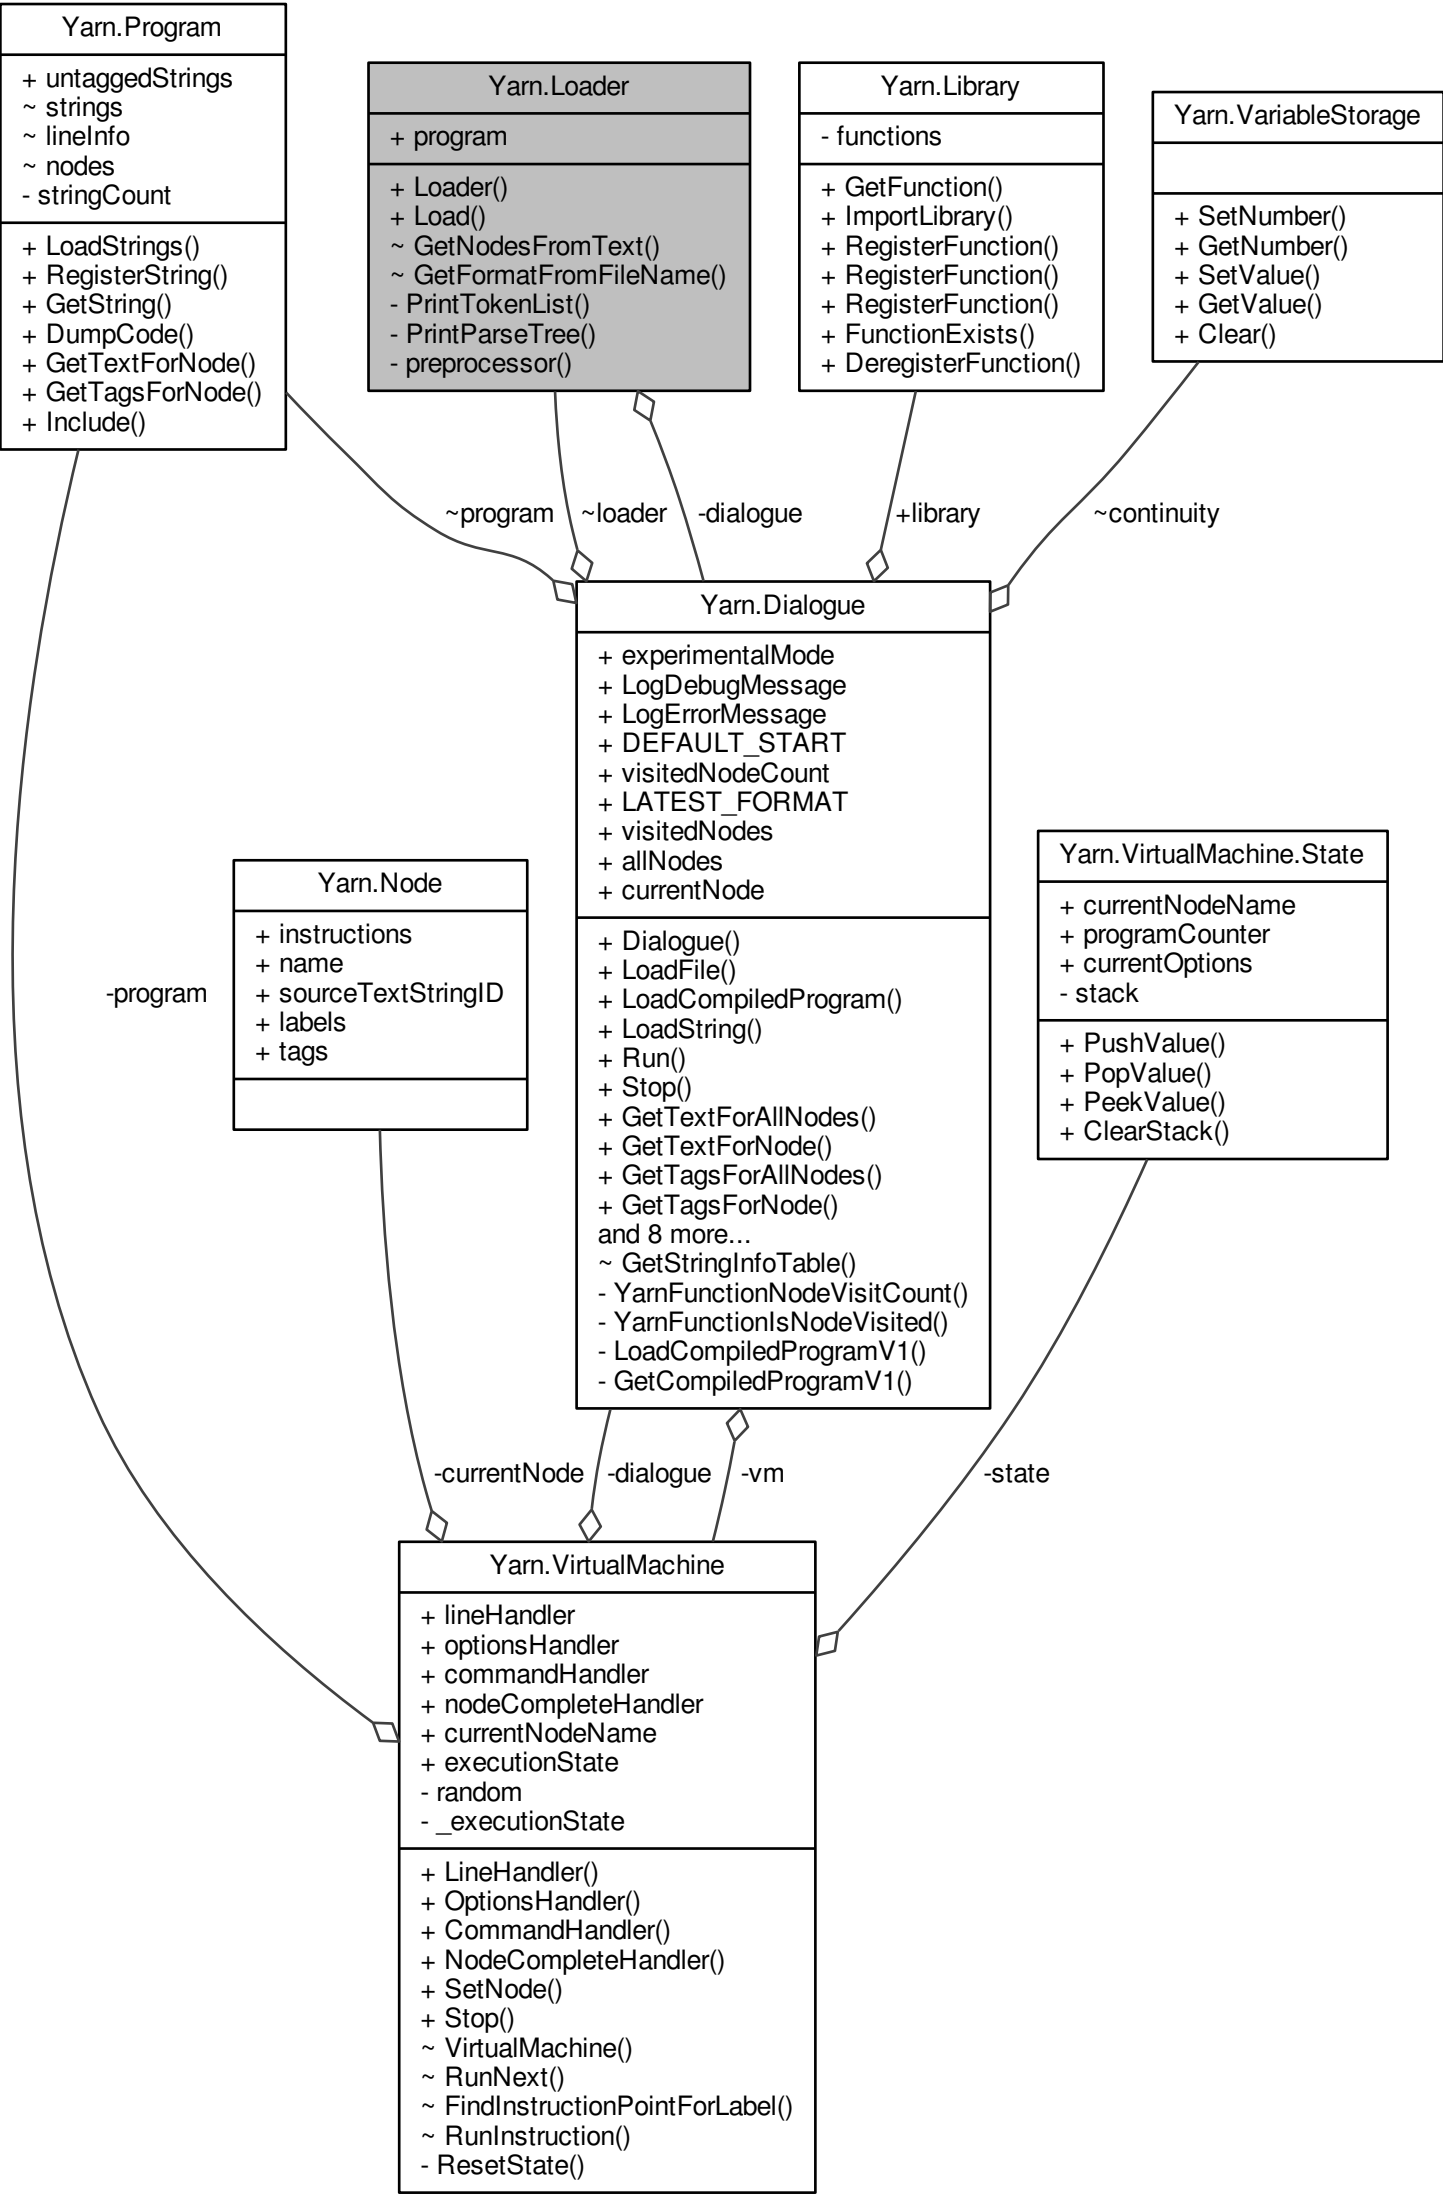 Yarn.Program
+ untaggedStrings
~ strings
~ lineInfo
~ nodes
- stringCount
+ LoadStrings()
+ RegisterString()
+ GetString()
+ DumpCode()
+ GetTextForNode()
+ GetTagsForNode()
+ Include()
Yarn.Loader
+ program
+ Loader()
+ Load()
~ GetNodesFromText()
~ GetFormatFromFileName()
- PrintTokenList()
- PrintParseTree()
- preprocessor()
Yarn.Library
- functions
+ GetFunction()
+ ImportLibrary()
+ RegisterFunction()
+ RegisterFunction()
+ RegisterFunction()
+ FunctionExists()
+ DeregisterFunction()
Yarn.VariableStorage
+ SetNumber()
+ GetNumber()
+ SetValue()
+ GetValue()
+ Clear()
~program
~loader
-dialogue
+library
~continuity
Yarn.Dialogue
+ experimentalMode
+ LogDebugMessage
+ LogErrorMessage
+ DEFAULT_START
+ visitedNodeCount
+ LATEST_FORMAT
+ visitedNodes
+ allNodes
+ currentNode
+ Dialogue()
+ LoadFile()
+ LoadCompiledProgram()
+ LoadString()
+ Run()
+ Stop()
+ GetTextForAllNodes()
+ GetTextForNode()
+ GetTagsForAllNodes()
+ GetTagsForNode()
and 8 more...
~ GetStringInfoTable()
- YarnFunctionNodeVisitCount()
- YarnFunctionIsNodeVisited()
- LoadCompiledProgramV1()
- GetCompiledProgramV1()
-program
Yarn.Node
+ instructions
+ name
+ sourceTextStringID
+ labels
+ tags
Yarn.VirtualMachine.State
+ currentNodeName
+ programCounter
+ currentOptions
- stack
+ PushValue()
+ PopValue()
+ PeekValue()
+ ClearStack()
-currentNode
-dialogue
-vm
-state
Yarn.VirtualMachine
+ lineHandler
+ optionsHandler
+ commandHandler
+ nodeCompleteHandler
+ currentNodeName
+ executionState
- random
- _executionState
+ LineHandler()
+ OptionsHandler()
+ CommandHandler()
+ NodeCompleteHandler()
+ SetNode()
+ Stop()
~ VirtualMachine()
~ RunNext()
~ FindInstructionPointForLabel()
~ RunInstruction()
- ResetState()